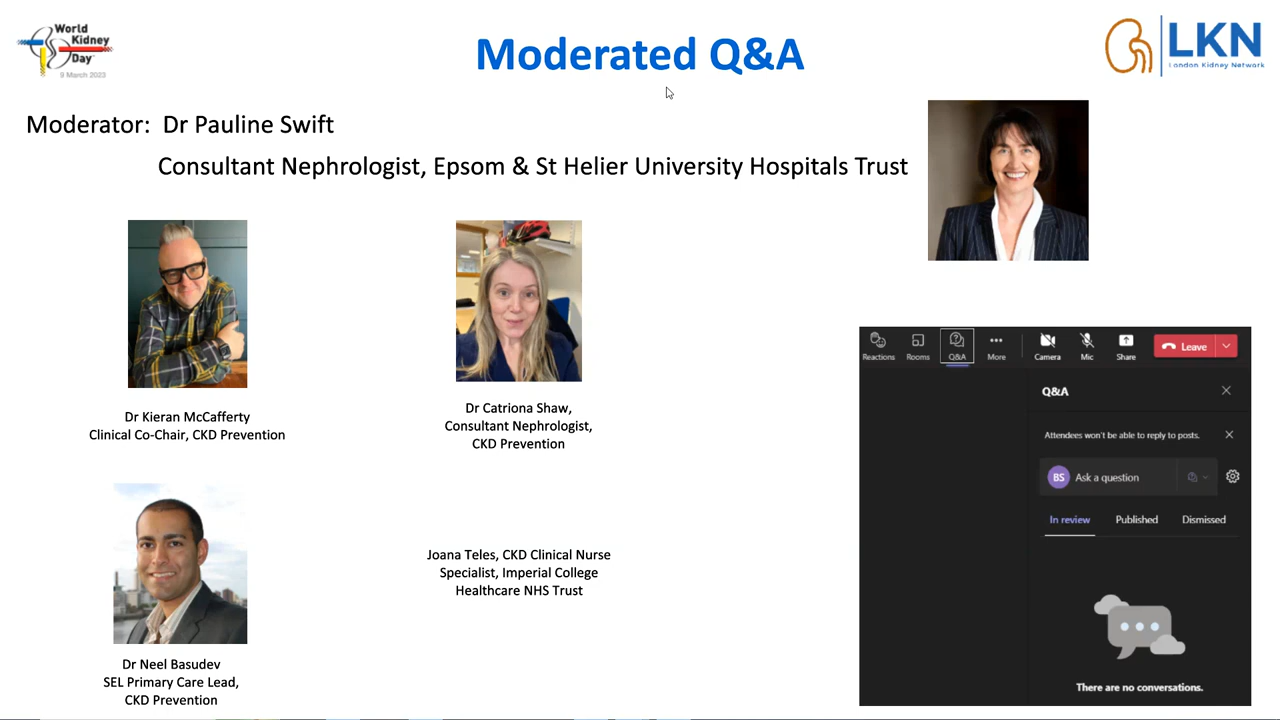 World
Kidney
Day
9 March 2023
Moderated Q&A
LKN
London Kidney Network
Moderator: Dr Pauline Swift
Consultant Nephrologist, Epsom & St Helier University Hospitals Trust
Dr Kieran McCafferty
Clinical Co-Chair, CKD Prevention
Dr Catriona Shaw,
Consultant Nephrologist,
CKD Prevention
Dr Neel Basudev
SEL Primary Care Lead,
CKD Prevention
Joana Teles, CKD Clinical Nurse
Specialist, Imperial College
Healthcare NHS Trust
Reactions Rooms Q&A More Camera Mic Share Leave
Q&A
Attendees won't be able to reply to posts.
BS Ask a question
In review Published Dismissed
There are no conversations.